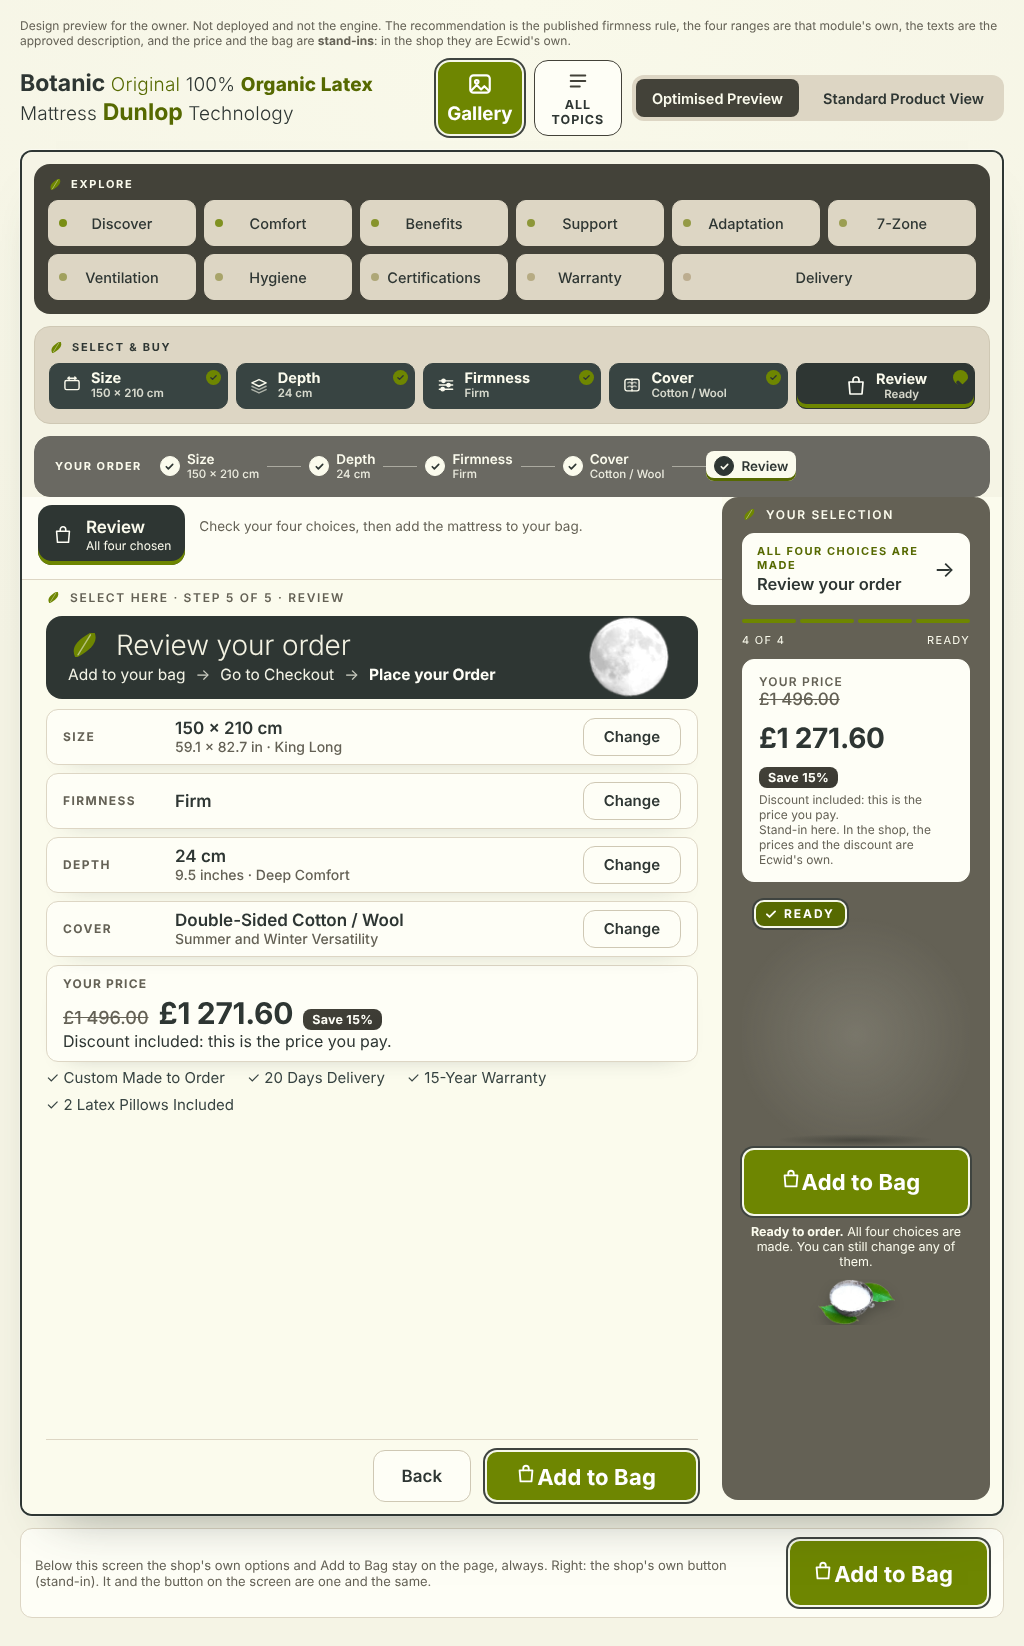 Design preview for the owner. Not deployed and not the engine. The recommendation is the published firmness rule, the four ranges are that module's own, the texts are the
approved description, and the price and the bag are stand-ins: in the shop they are Ecwid's own.
Botanic Original 100% Organic Latex
Mattress Dunlop Technology
Gallery
ALL
TOPICS
Optimised Preview
Standard Product View
EXPLORE
Discover
Comfort
Benefits
Support
Adaptation
7-Zone
Ventilation
Hygiene
Certifications
Warranty
Delivery
SELECT & BUY
Size
150 × 210 cm
Depth
24 cm
Firmness
Firm
Cover
Cotton / Wool
Review
Ready
YOUR ORDER
Size
150 × 210 cm
Depth
24 cm
Firmness
Firm
Cover
Cotton / Wool
Review
Review
All four chosen
Check your four choices, then add the mattress to your bag.
SELECT HERE · STEP 5 OF 5 · REVIEW
Review your order
Add to your bag → Go to Checkout → Place your Order
SIZE
150 × 210 cm
59.1 × 82.7 in · King Long
Change
FIRMNESS
Firm
Change
DEPTH
24 cm
9.5 inches · Deep Comfort
Change
COVER
Double-Sided Cotton / Wool
Summer and Winter Versatility
Change
YOUR PRICE
£1 496.00 £1 271.60 Save 15%
Discount included: this is the price you pay.
✓ Custom Made to Order ✓ 20 Days Delivery ✓ 15-Year Warranty
✓ 2 Latex Pillows Included
Back
Add to Bag
YOUR SELECTION
ALL FOUR CHOICES ARE
MADE
Review your order →
4 OF 4
READY
YOUR PRICE
£1 496.00
£1 271.60
Save 15%
Discount included: this is the
price you pay.
Stand-in here. In the shop, the
prices and the discount are
Ecwid's own.
✓ READY
Add to Bag
Ready to order. All four choices are
made. You can still change any of
them.
Below this screen the shop's own options and Add to Bag stay on the page, always. Right: the shop's own button
(stand-in). It and the button on the screen are one and the same.
Add to Bag